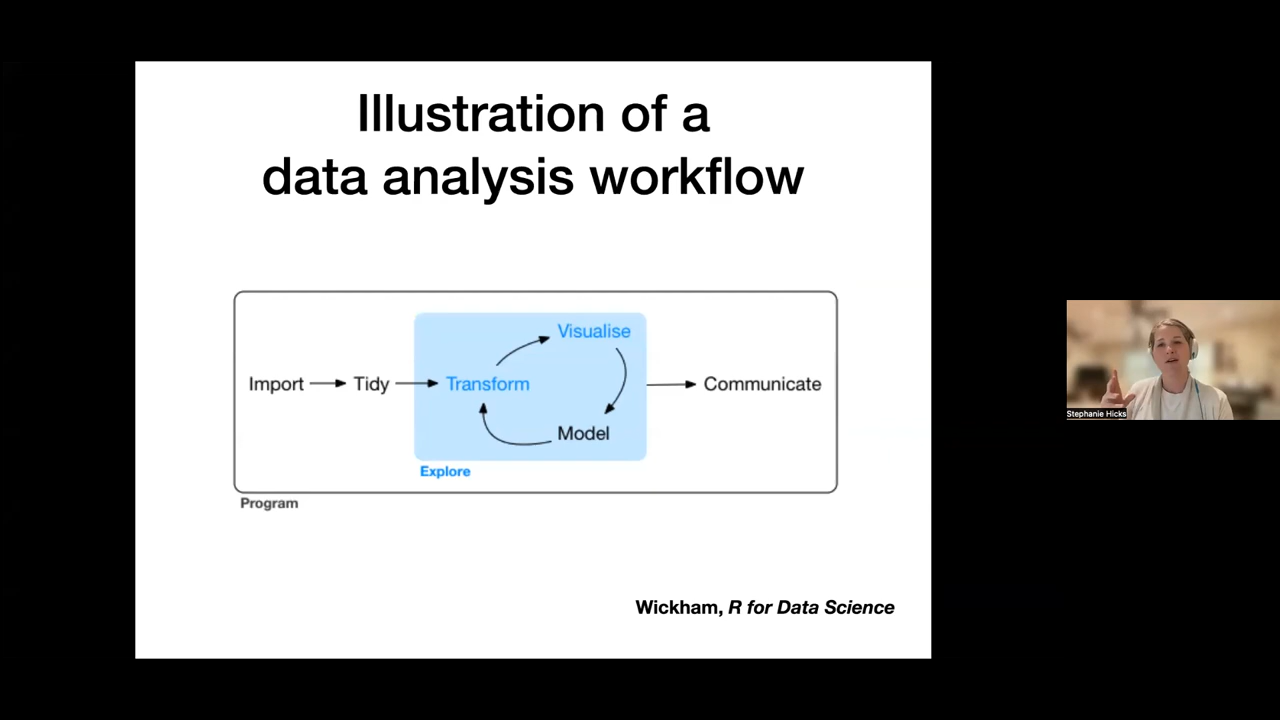 Illustration of a
data analysis workflow
Import
Tidy
Transform
Visualise
Model
Explore
Communicate
Program
Wickham, R for Data Science
Stephanie Hicks